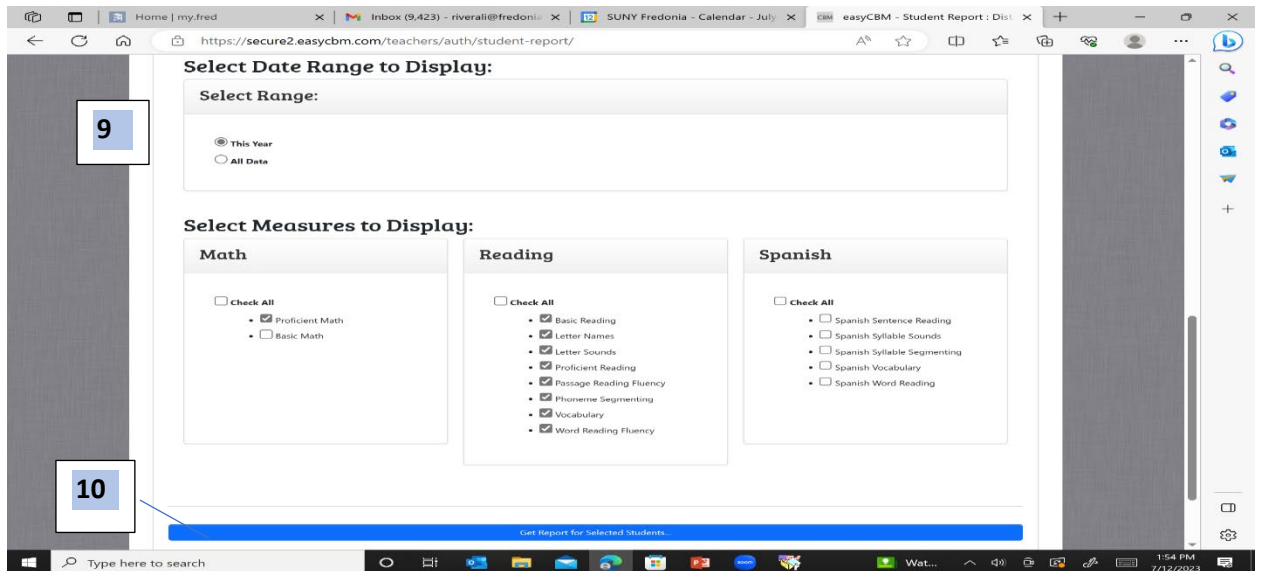 Home | my.fred
Inbox (9,423) - riverali@fredonia
SUNY Fredonia - Calendar - July
CBM easyCBM - Student Report : Dist
https://secure2.easycbm.com/teachers/auth/student-report/
Select Date Range to Display:
Select Range:
9
This Year
All Data
Select Measures to Display:
Math
Check All
Proficient Math
Basic Math
Reading
Check All
Basic Reading
Letter Names
Letter Sounds
Proficient Reading
Passage Reading Fluency
Phoneme Segmenting
Vocabulary
Word Reading Fluency
Spanish
Check All
Spanish Sentence Reading
Spanish Syllable Sounds
Spanish Syllable Segmenting
Spanish Vocabulary
Spanish Word Reading
10
Get Report for Selected Students...
Type here to search
zoom
Wat...
1:54 PM
7/12/2023